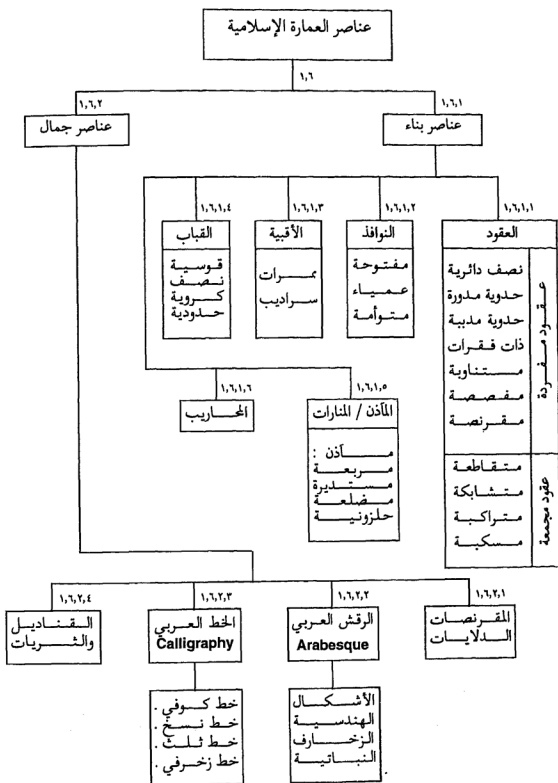 عناصر العمارة الإسلامية
١,٦
١,٦,١
عناصر بناء
١,٦,٢
عناصر جمال
١,٦,١,١
العقود
نصف دائرية
حدوية مدورة
حدوية مدببة
ذات فقرات
متناوبة
مفصصة
مقرنصة
عقود مفردة
متقاطعة
متشابكة
متراكبة
مسكبة
عقود مجمعة
١,٦,١,٢
النوافذ
مفتوحة
عمياء
متوأمة
١,٦,١,٣
الأقبية
ممرات
سراديب
١,٦,١,٤
القباب
قوسية
نصف
كروية
حدودية
١,٦,١,٥
المآذن / المنارات
مآذن :
مربعة
مستديرة
مضلعة
حلزونية
١,٦,١,٦
المحاريب
١,٦,٢,١
المقرنصات
الدلايات
١,٦,٢,٢
الرقش العربي
Arabesque
الأشكال
الهندسية
الزخارف
النباتية
١,٦,٢,٣
الخط العربي
Calligraphy
خط كوفي .
خط نسخ .
خط ثلث .
خط زخرفي .
١,٦,٢,٤
القناديل
والثريات